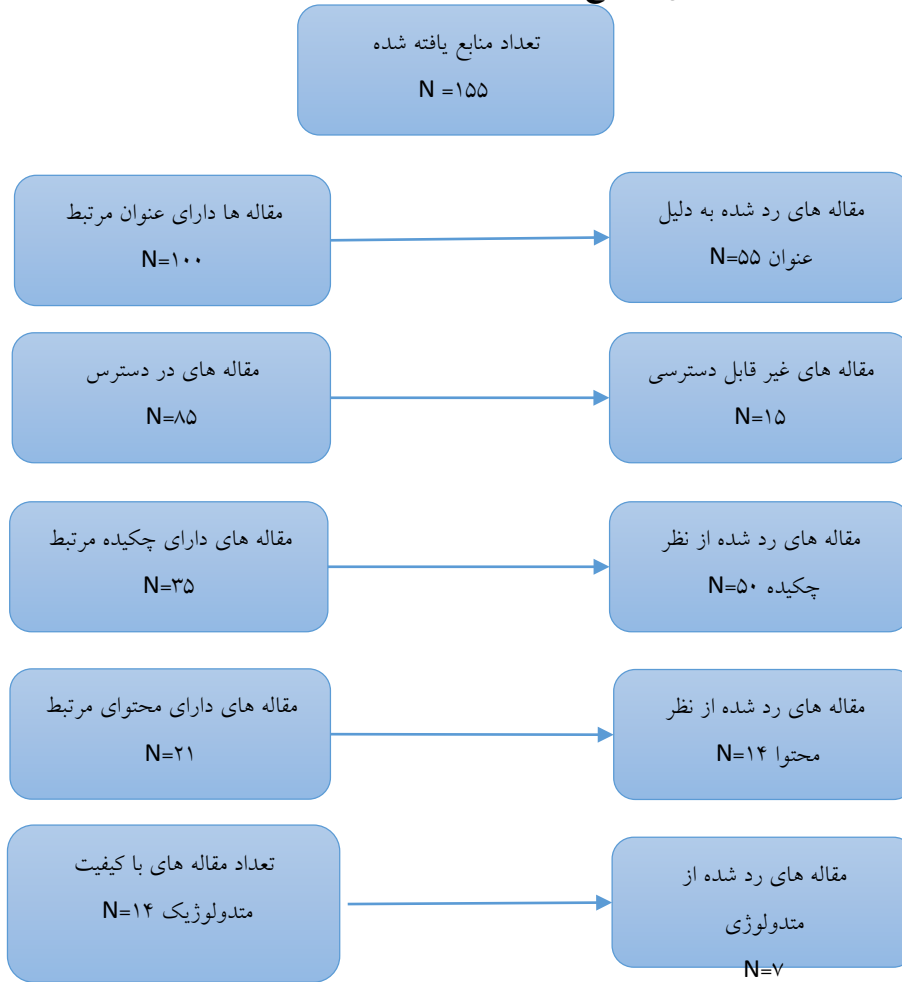 تعداد منابع یافته شده
N =۱۵۵
مقاله ها دارای عنوان مرتبط
N=۱۰۰
مقاله های رد شده به دلیل
عنوان N=۵۵
مقاله های در دسترس
N=۸۵
مقاله های غیر قابل دسترسی
N=۱۵
مقاله های دارای چکیده مرتبط
N=۳۵
مقاله های رد شده از نظر
چکیده N=۵۰
مقاله های دارای محتوای مرتبط
N=۲۱
مقاله های رد شده از نظر
محتوا N=۱۴
تعداد مقاله های با کیفیت
متدولوژیک N=۱۴
مقاله های رد شده از
متدولوژی
N=۷